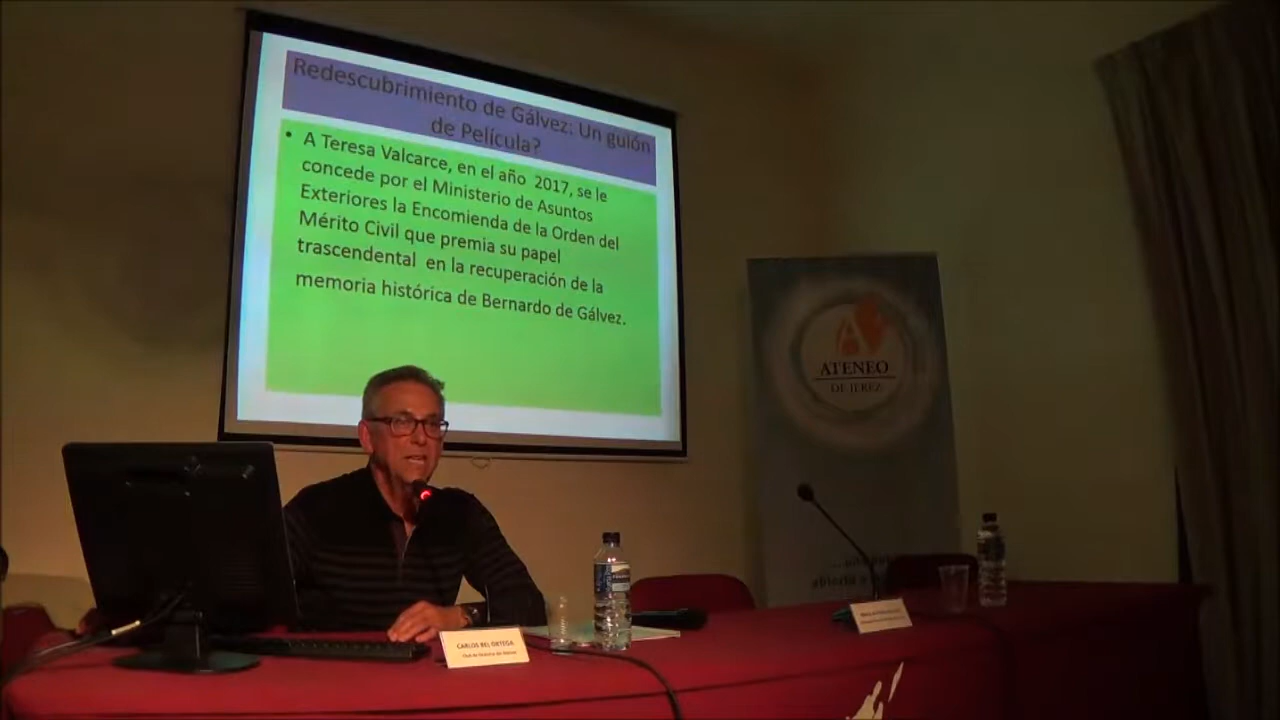 Redescubrimiento de Gálvez: Un guión
de Película?
• A Teresa Valcarce, en el año 2017, se le
concede por el Ministerio de Asuntos
Exteriores la Encomienda de la Orden del
Mérito Civil que premia su papel
trascendental en la recuperación de la
memoria histórica de Bernardo de Gálvez.
ATENEO
DE JEREZ
CARLOS BEL ORTEGA